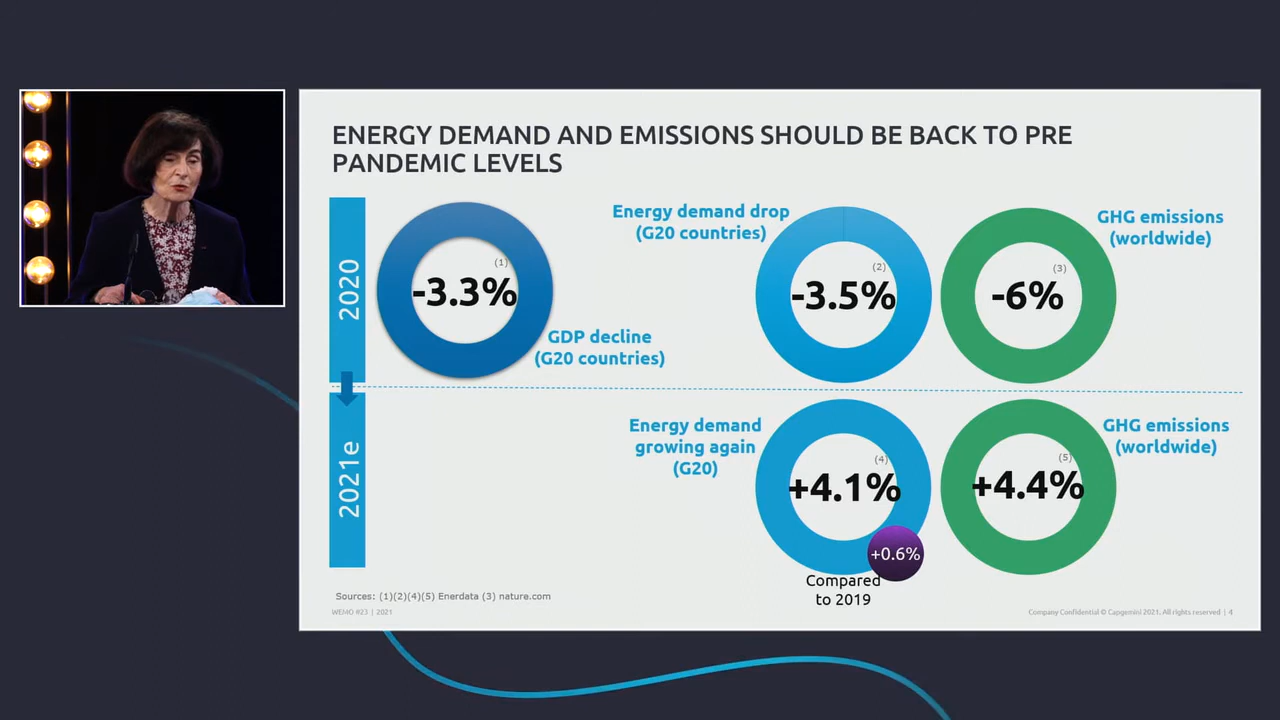 ENERGY DEMAND AND EMISSIONS SHOULD BE BACK TO PRE
PANDEMIC LEVELS
2020
(1)
-3.3%
GDP decline
(G20 countries)
Energy demand drop
(G20 countries)
(2)
-3.5%
(3)
-6%
GHG emissions
(worldwide)
2021e
Energy demand
growing again
(G20)
(4)
+4.1%
+0.6%
Compared
to 2019
(5)
+4.4%
GHG emissions
(worldwide)
Sources: (1)(2)(4)(5) Enerdata (3) nature.com
WEMO #23 | 2021
Company Confidential © Capgemini 2021. All rights reserved | 4